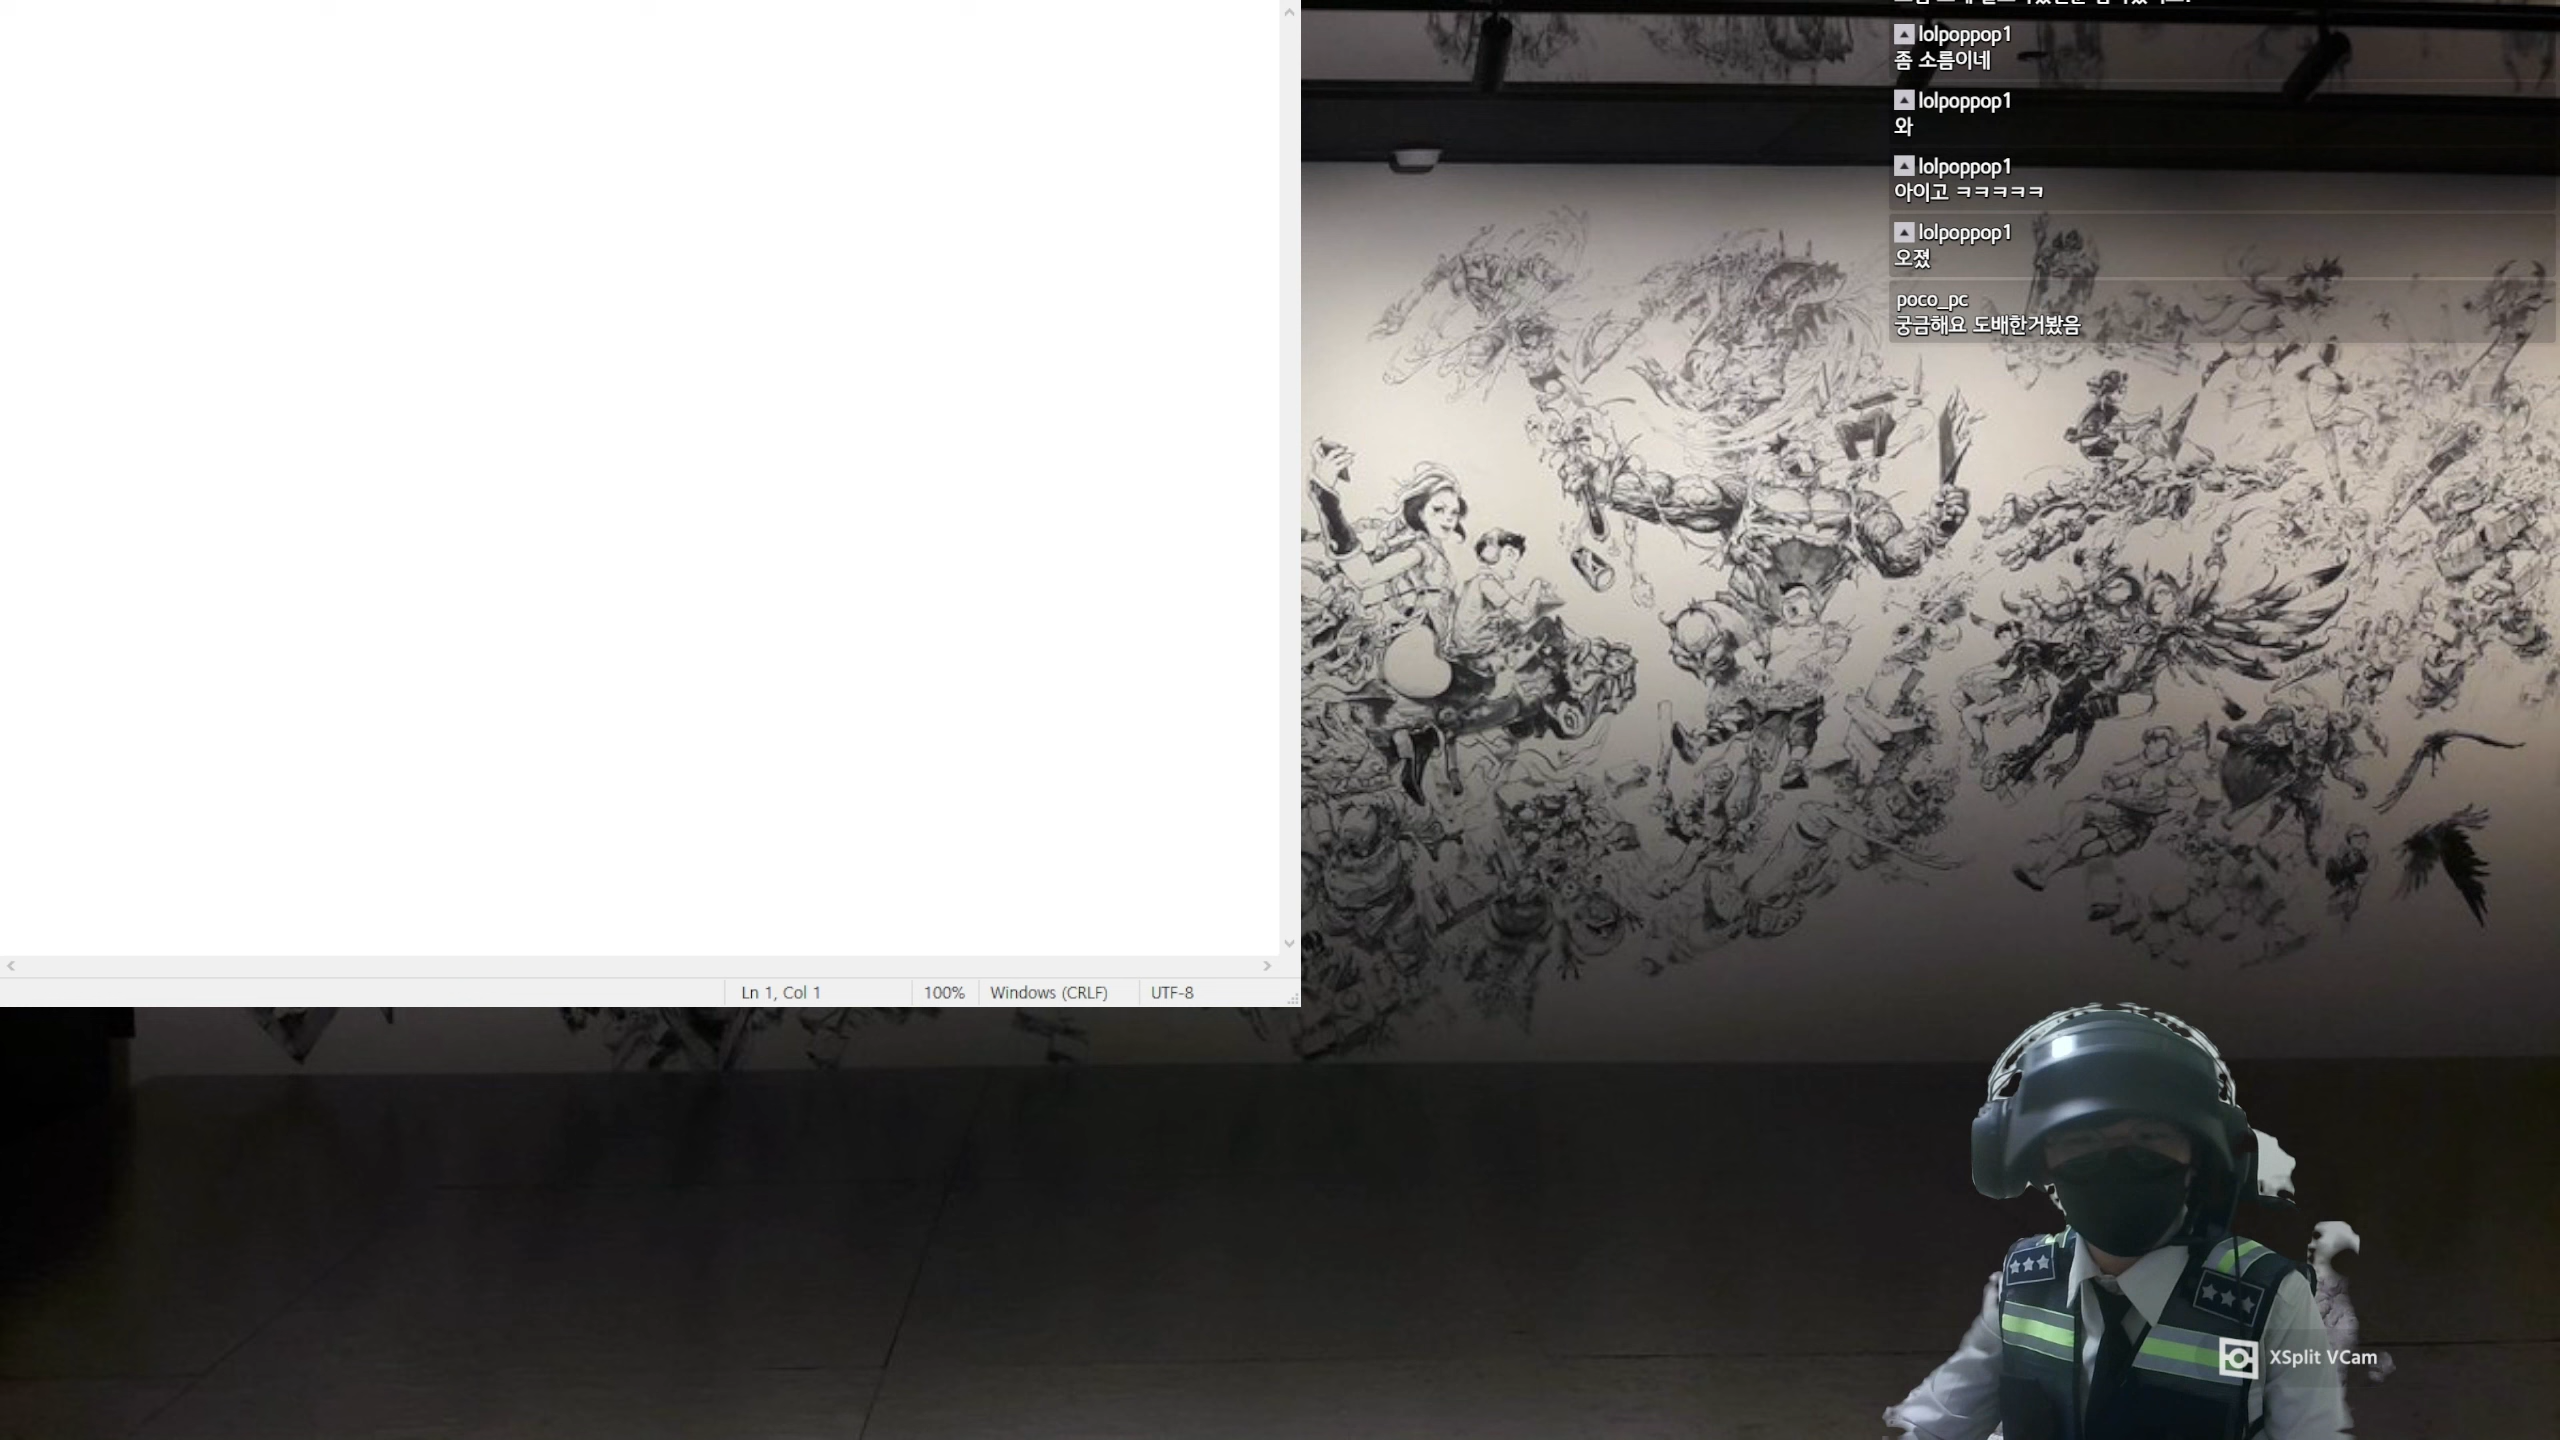 lolpoppop1
좀 소름이네
lolpoppop1
와
lolpoppop1
아이고 ㅋㅋㅋㅋㅋ
lolpoppop1
오졌
poco_pc
궁금해요 도배한거봤음
Ln 1, Col 1
100%
Windows (CRLF)
UTF-8
XSplit VCam